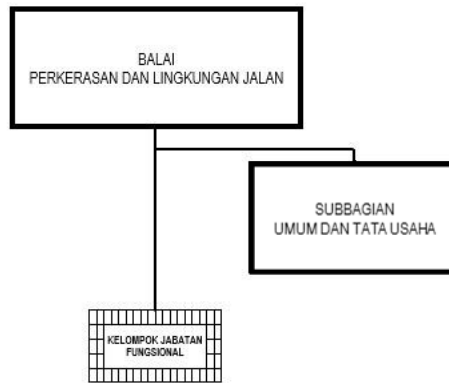 BALAI
PERKERASAN DAN LINGKUNGAN JALAN
SUBBAGIAN
UMUM DAN TATA USAHA
KELOMPOK JABATAN
FUNGSIONAL